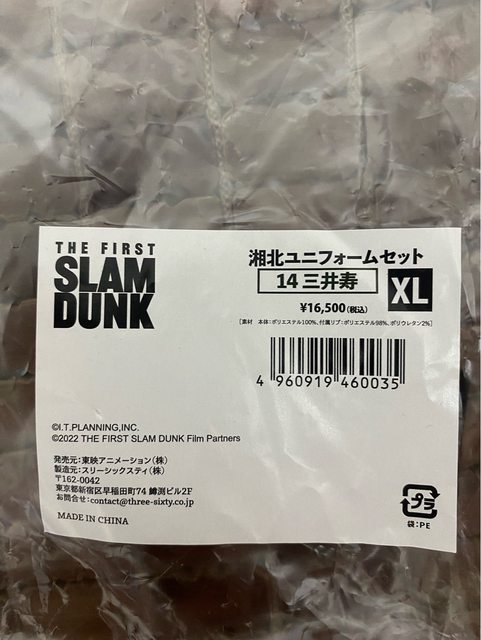 THE FIRST
SLAM
DUNK
湘北ユニフォームセット
14 三井寿
XL
¥16,500(税込)
[素材 本体:ポリエステル100%、付属リブ:ポリエステル98%、ポリウレタン2%]
4 960919 460035
©I.T.PLANNING,INC.
©2022 THE FIRST SLAM DUNK Film Partners
発売元:東映アニメーション(株)
製造元:スリーシックスティ(株)
〒162-0042
東京都新宿区早稲田町74 鱒渕ビル2F
お問合せ:contact@three-sixty.co.jp
MADE IN CHINA
プラ
袋:PE